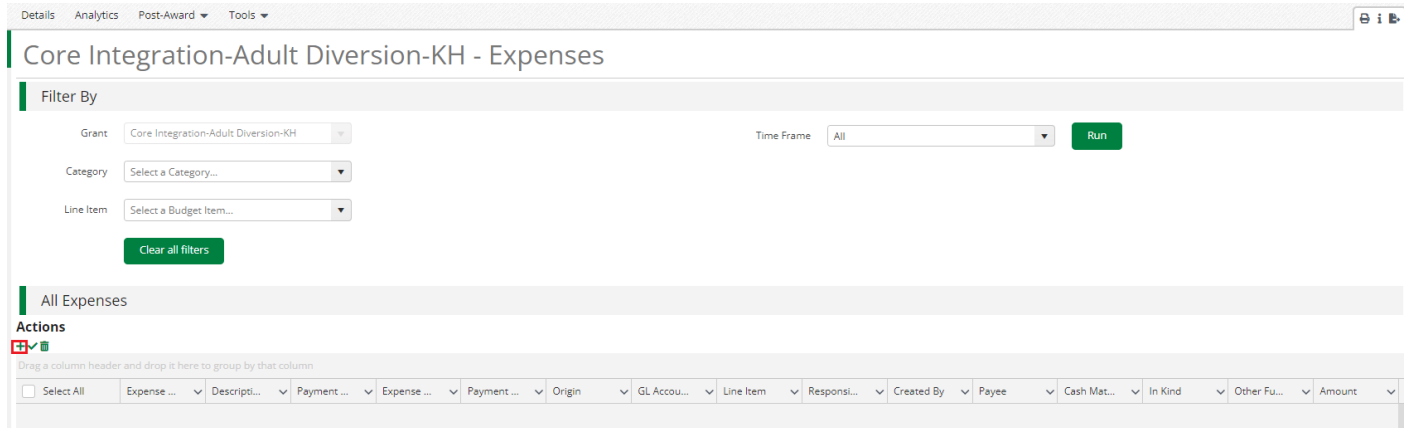 Details Analytics Post-Award Tools
Core Integration-Adult Diversion-KH - Expenses
Filter By
Grant Core Integration-Adult Diversion-KH Time Frame All Run
Category Select a Category...
Line Item Select a Budget Item...
Clear all filters
All Expenses
Actions
Drag a column header and drop it here to group by that column
Select All Expense ... Descripti... Payment ... Expense ... Payment ... Origin GL Accou... Line Item Responsi... Created By Payee Cash Mat... In Kind Other Fu... Amount